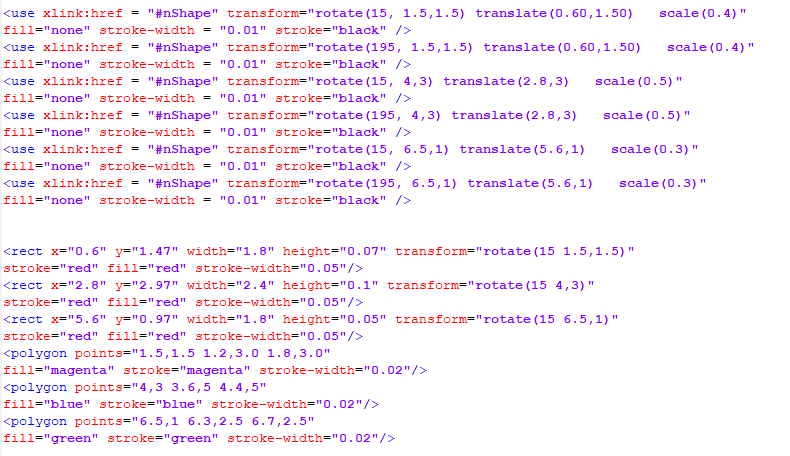 <use xlink:href = "#nShape" transform="rotate(15, 1.5,1.5) translate(0.60,1.50)   scale(0.4)"
fill="none" stroke-width = "0.01" stroke="black" />
<use xlink:href = "#nShape" transform="rotate(195, 1.5,1.5) translate(0.60,1.50)   scale(0.4)"
fill="none" stroke-width = "0.01" stroke="black" />
<use xlink:href = "#nShape" transform="rotate(15, 4,3) translate(2.8,3)   scale(0.5)"
fill="none" stroke-width = "0.01" stroke="black" />
<use xlink:href = "#nShape" transform="rotate(195, 4,3) translate(2.8,3)   scale(0.5)"
fill="none" stroke-width = "0.01" stroke="black" />
<use xlink:href = "#nShape" transform="rotate(15, 6.5,1) translate(5.6,1)   scale(0.3)"
fill="none" stroke-width = "0.01" stroke="black" />
<use xlink:href = "#nShape" transform="rotate(195, 6.5,1) translate(5.6,1)   scale(0.3)"
fill="none" stroke-width = "0.01" stroke="black" />
<rect x="0.6" y="1.47" width="1.8" height="0.07" transform="rotate(15 1.5,1.5)"
stroke="red" fill="red" stroke-width="0.05"/>
<rect x="2.8" y="2.97" width="2.4" height="0.1" transform="rotate(15 4,3)"
stroke="red" fill="red" stroke-width="0.05"/>
<rect x="5.6" y="0.97" width="1.8" height="0.05" transform="rotate(15 6.5,1)"
stroke="red" fill="red" stroke-width="0.05"/>
<polygon points="1.5,1.5 1.2,3.0 1.8,3.0"
fill="magenta" stroke="magenta" stroke-width="0.02"/>
<polygon points="4,3 3.6,5 4.4,5"
fill="blue" stroke="blue" stroke-width="0.02"/>
<polygon points="6.5,1 6.3,2.5 6.7,2.5"
fill="green" stroke="green" stroke-width="0.02"/>